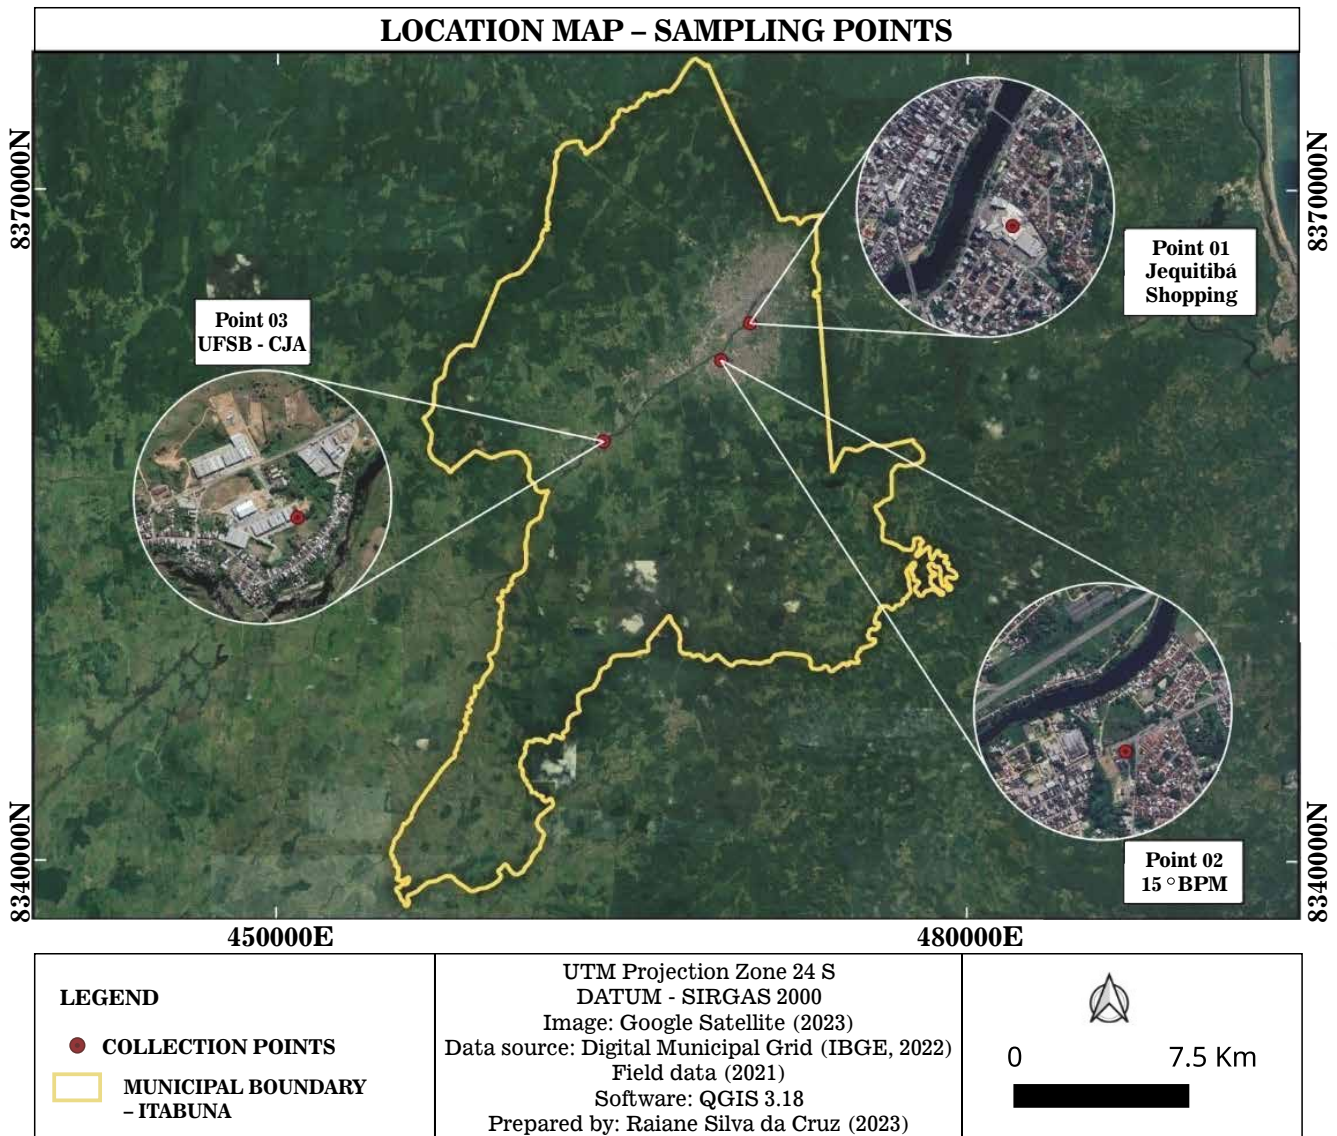 LOCATION MAP – SAMPLING POINTS
8370000N
8370000N
Point 01
Jequitibá
Shopping
Point 03
UFSB - CJA
Point 02
15 ° BPM
8340000N
8340000N
450000E
480000E
LEGEND
COLLECTION POINTS
MUNICIPAL BOUNDARY
– ITABUNA
UTM Projection Zone 24 S
DATUM - SIRGAS 2000
Image: Google Satellite (2023)
Data source: Digital Municipal Grid (IBGE, 2022)
Field data (2021)
Software: QGIS 3.18
Prepared by: Raiane Silva da Cruz (2023)
0 7.5 Km